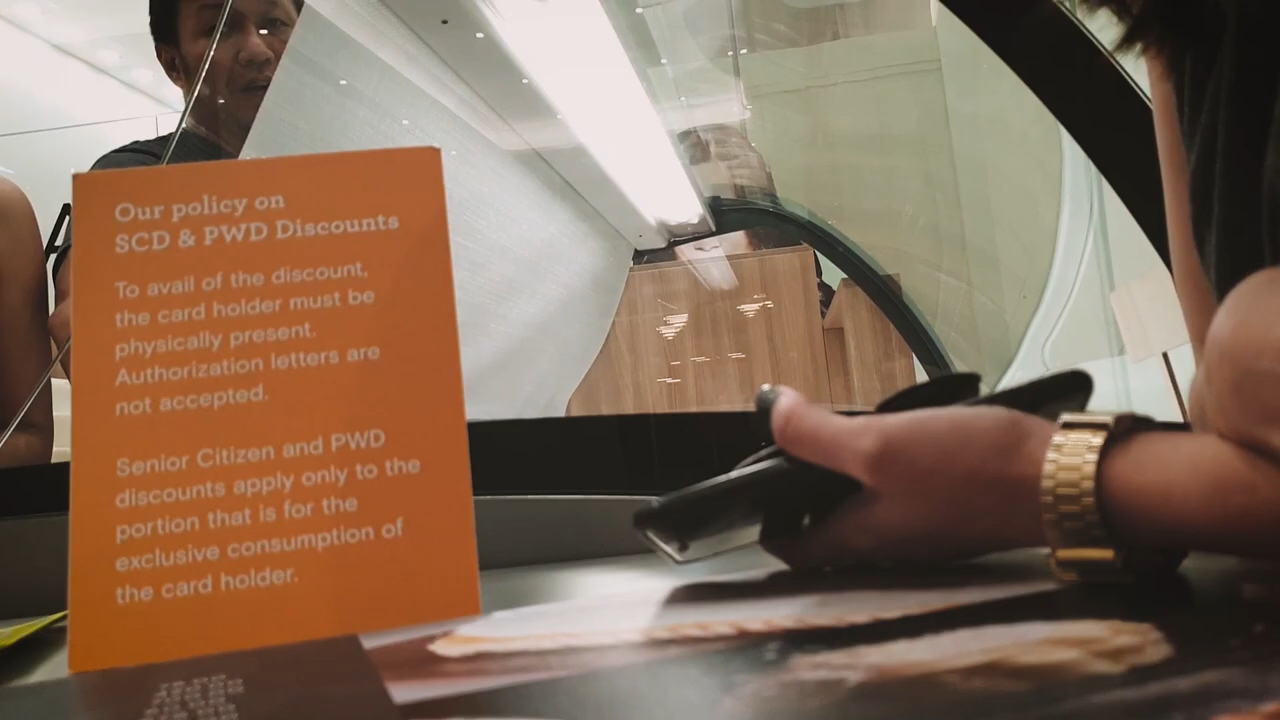 Our policy on
SCD & PWD Discounts
To avail of the discount,
the card holder must be
physically present.
Authorization letters are
not accepted.
Senior Citizen and PWD
discounts apply only to the
portion that is for the
exclusive consumption of
the card holder.